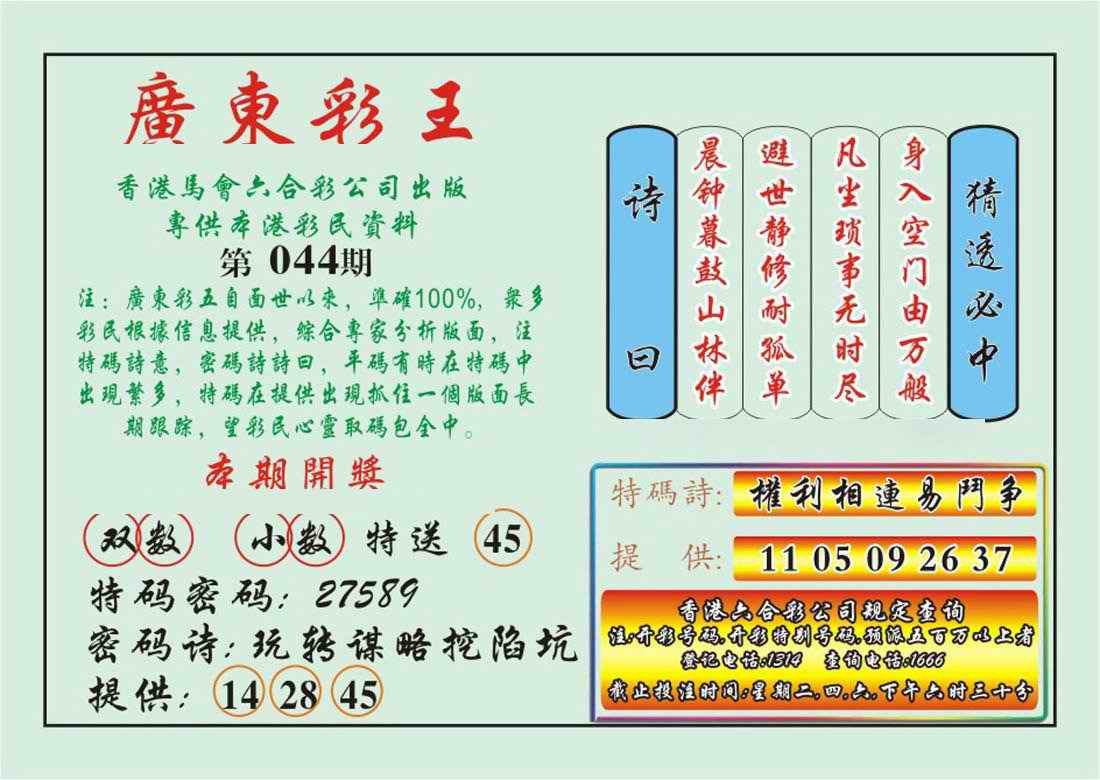 廣東彩王
香港馬會六合彩公司出版
專供本港彩民資料
第 044期
注：廣東彩五自面世以來，準確100%，衆多
彩民根據信息提供，綜合專家分析版面，注
特碼詩意，密碼詩詩曰，平碼有時在特碼中
出現繁多，特碼在提供出現抓住一個版面長
期跟踪，望彩民心靈取碼包全中。
本期開獎
双数 小数 特送 45
特码密码：27589
密码诗：玩转谋略挖陷坑
提供：14 28 45
猜透必中
身入空门由万般
凡尘琐事无时尽
避世静修耐孤单
晨钟暮鼓山林伴
诗曰
特碼詩：權利相連易鬥争
提 供：11 05 09 26 37
香港六合彩公司规定查询
注:开彩号码.开彩特别号码.预派五百万以上者
登记电话:1314 查询电话:1666
截止投注时间:星期二.四.六.下午六时三十分